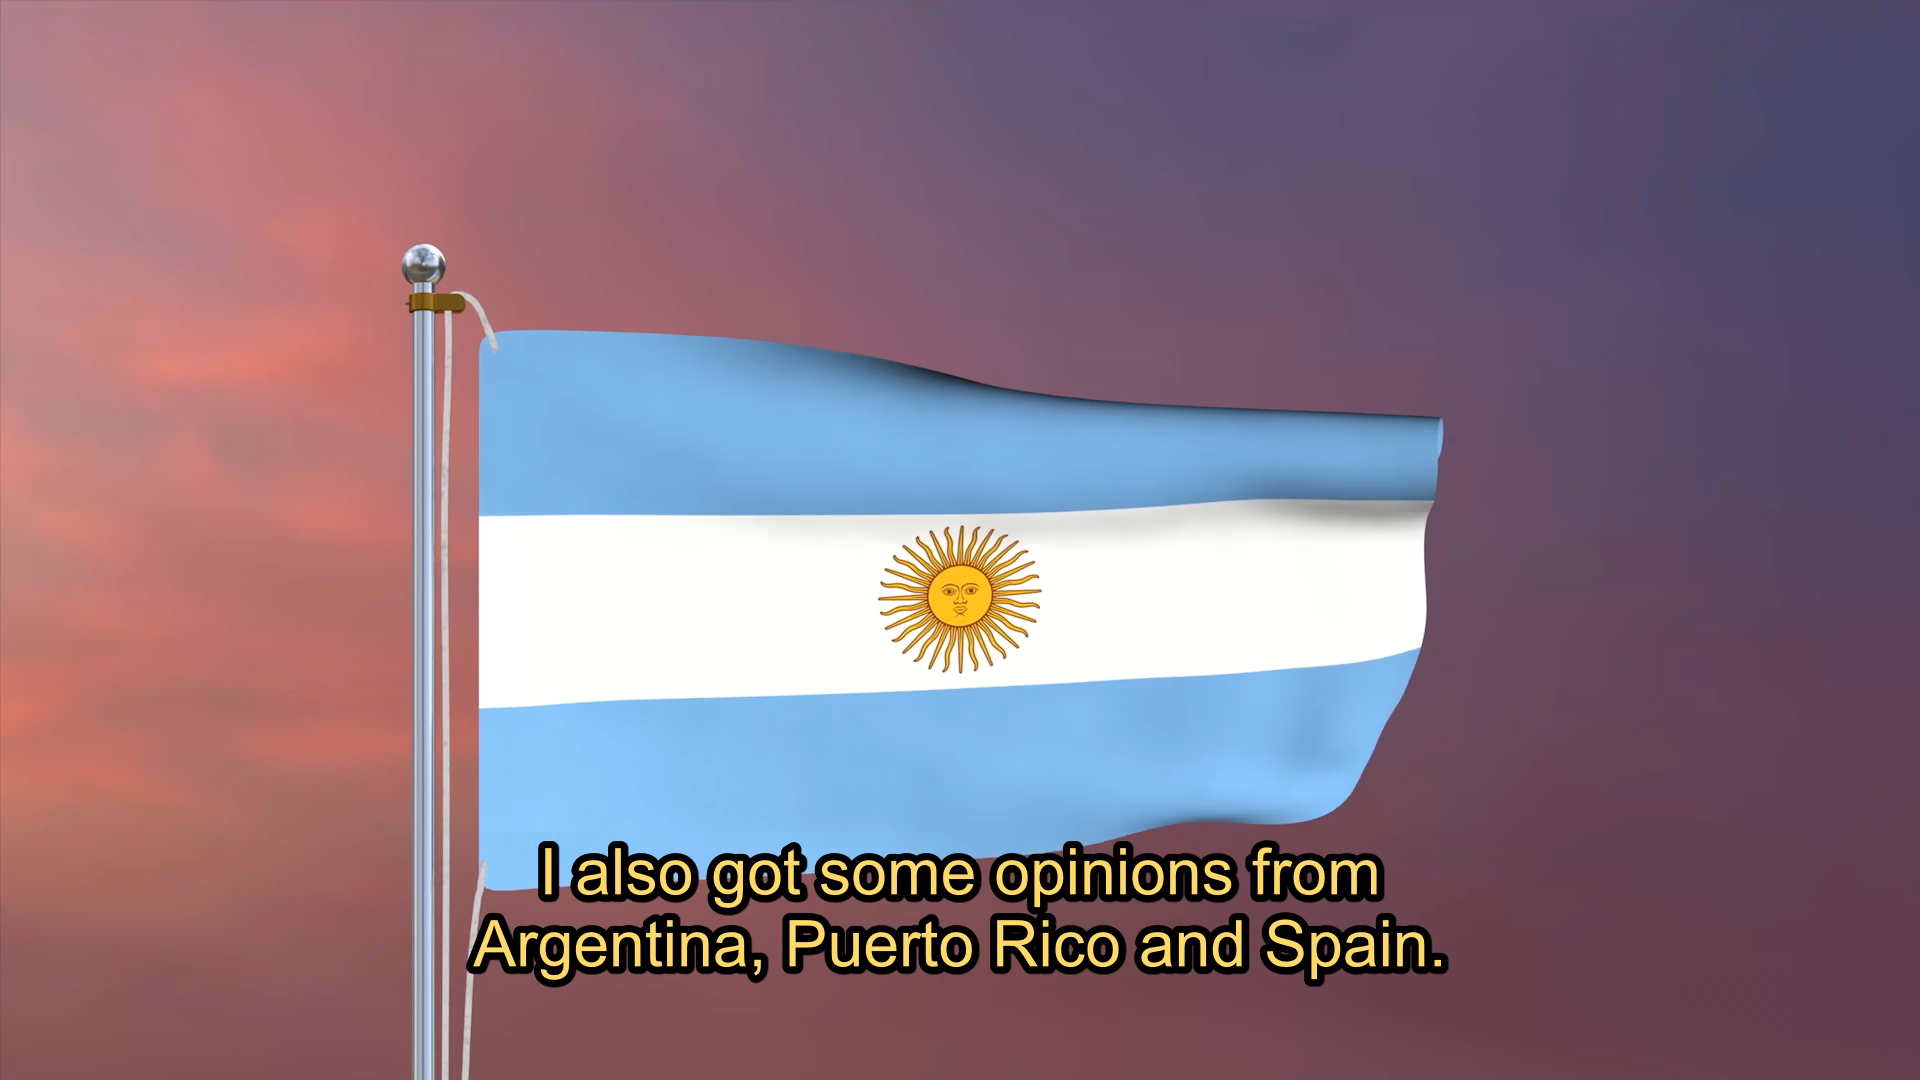 I also got some opinions from
Argentina, Puerto Rico and Spain.